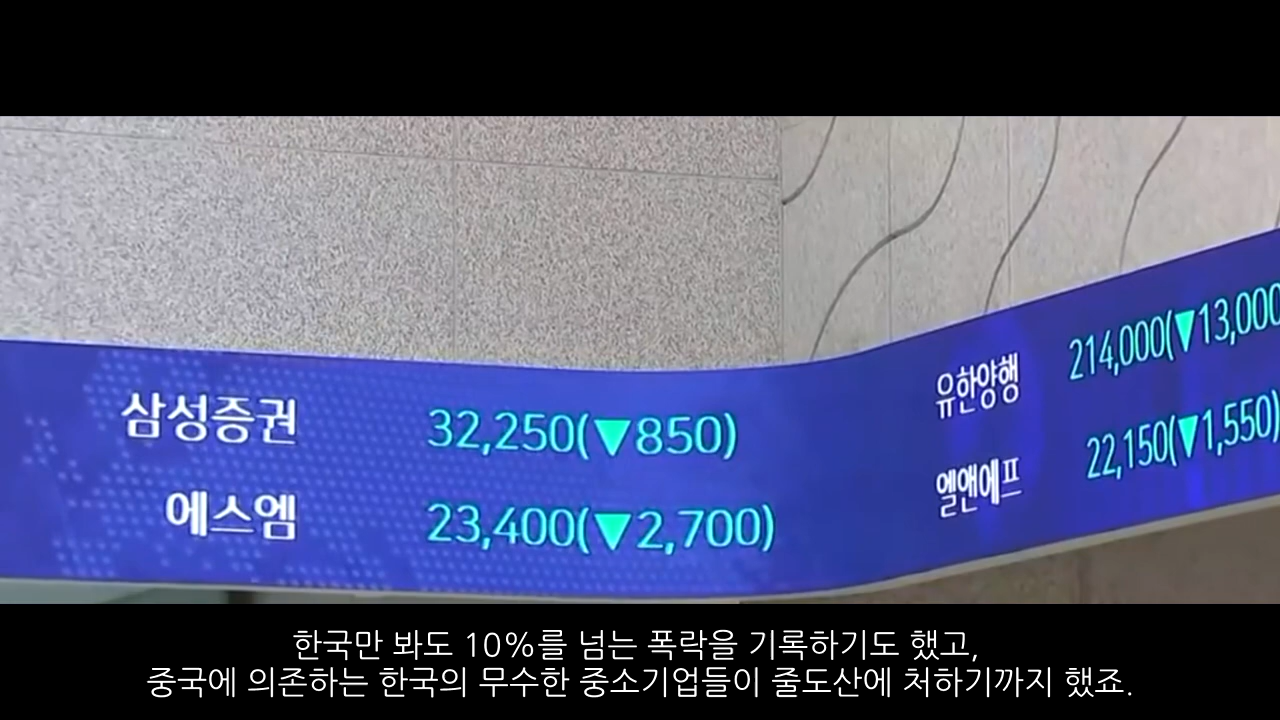 삼성증권 32,250(▼850)
에스엠 23,400(▼2,700)
유한양행 214,000(▼13,000
엘앤에프 22,150(▼1,550)
한국만 봐도 10%를 넘는 폭락을 기록하기도 했고,
중국에 의존하는 한국의 무수한 중소기업들이 줄도산에 처하기까지 했죠.